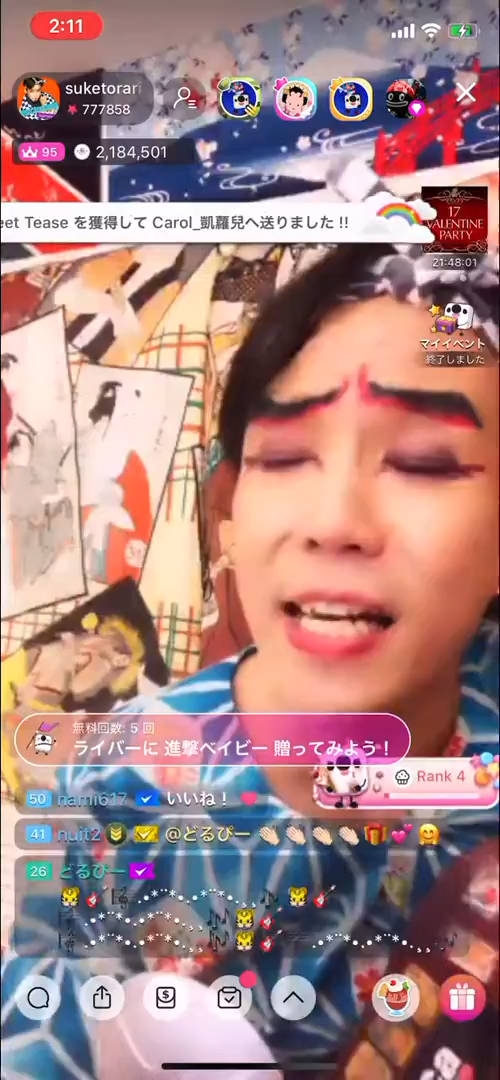 2:11
suketorari
777858
95
2,184,501
eet Tease を獲得して Carol_凱蘿兒へ送りました !!
17
VALENTINE
PARTY
21:48:01
マイイベント
終了しました
無料回数: 5 回
ライバーに 進撃ベイビー 贈ってみよう！
Rank 4
50 nami617 いいね！
41 nuit2 @どるぴー
26 どるぴー